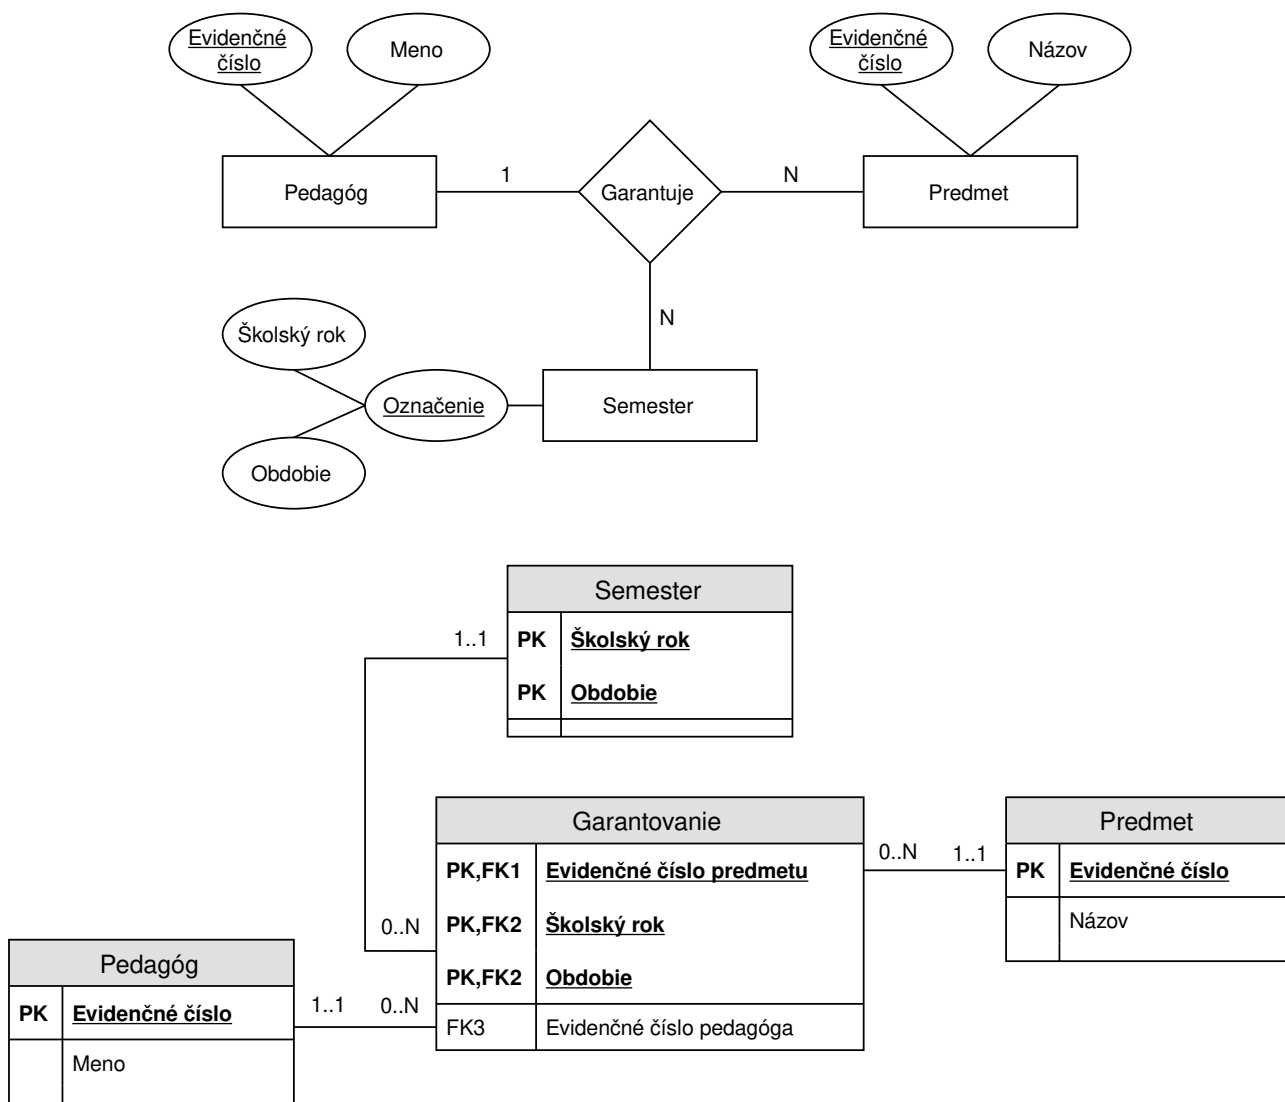 Evidenčné
číslo
Meno
Evidenčné
číslo
Názov
Pedagóg
1
Garantuje
N
Predmet
N
Školský rok
Označenie
Semester
Obdobie
Semester
1..1
PK Školský rok
PK Obdobie
Garantovanie
Predmet
PK,FK1 Evidenčné číslo predmetu
0..N
1..1
PK Evidenčné číslo
0..N
PK,FK2 Školský rok
Názov
Pedagóg
PK,FK2 Obdobie
PK Evidenčné číslo
1..1
0..N
FK3 Evidenčné číslo pedagóga
Meno